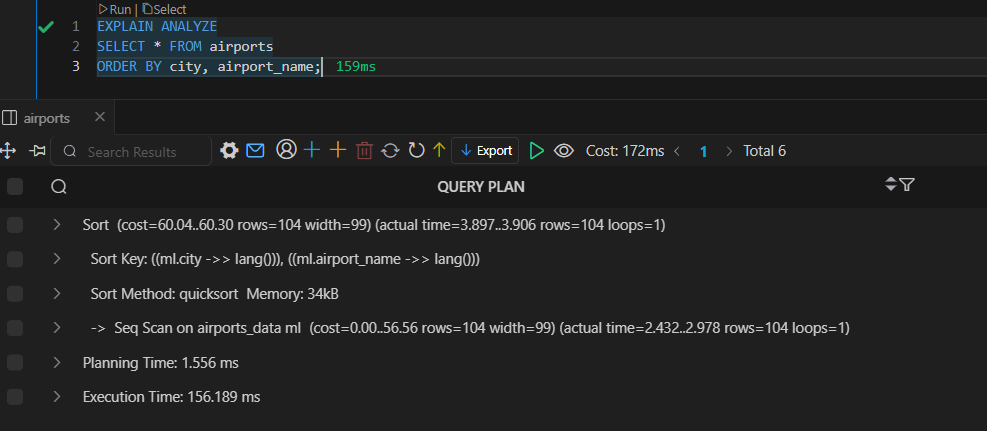 Run | Select
1 EXPLAIN ANALYZE
2 SELECT * FROM airports
3 ORDER BY city, airport_name; 159ms
airports
Search Results Export Cost: 172ms 1 Total 6
QUERY PLAN
Sort (cost=60.04..60.30 rows=104 width=99) (actual time=3.897..3.906 rows=104 loops=1)
Sort Key: ((ml.city ->> lang())), ((ml.airport_name ->> lang()))
Sort Method: quicksort Memory: 34kB
-> Seq Scan on airports_data ml (cost=0.00..56.56 rows=104 width=99) (actual time=2.432..2.978 rows=104 loops=1)
Planning Time: 1.556 ms
Execution Time: 156.189 ms